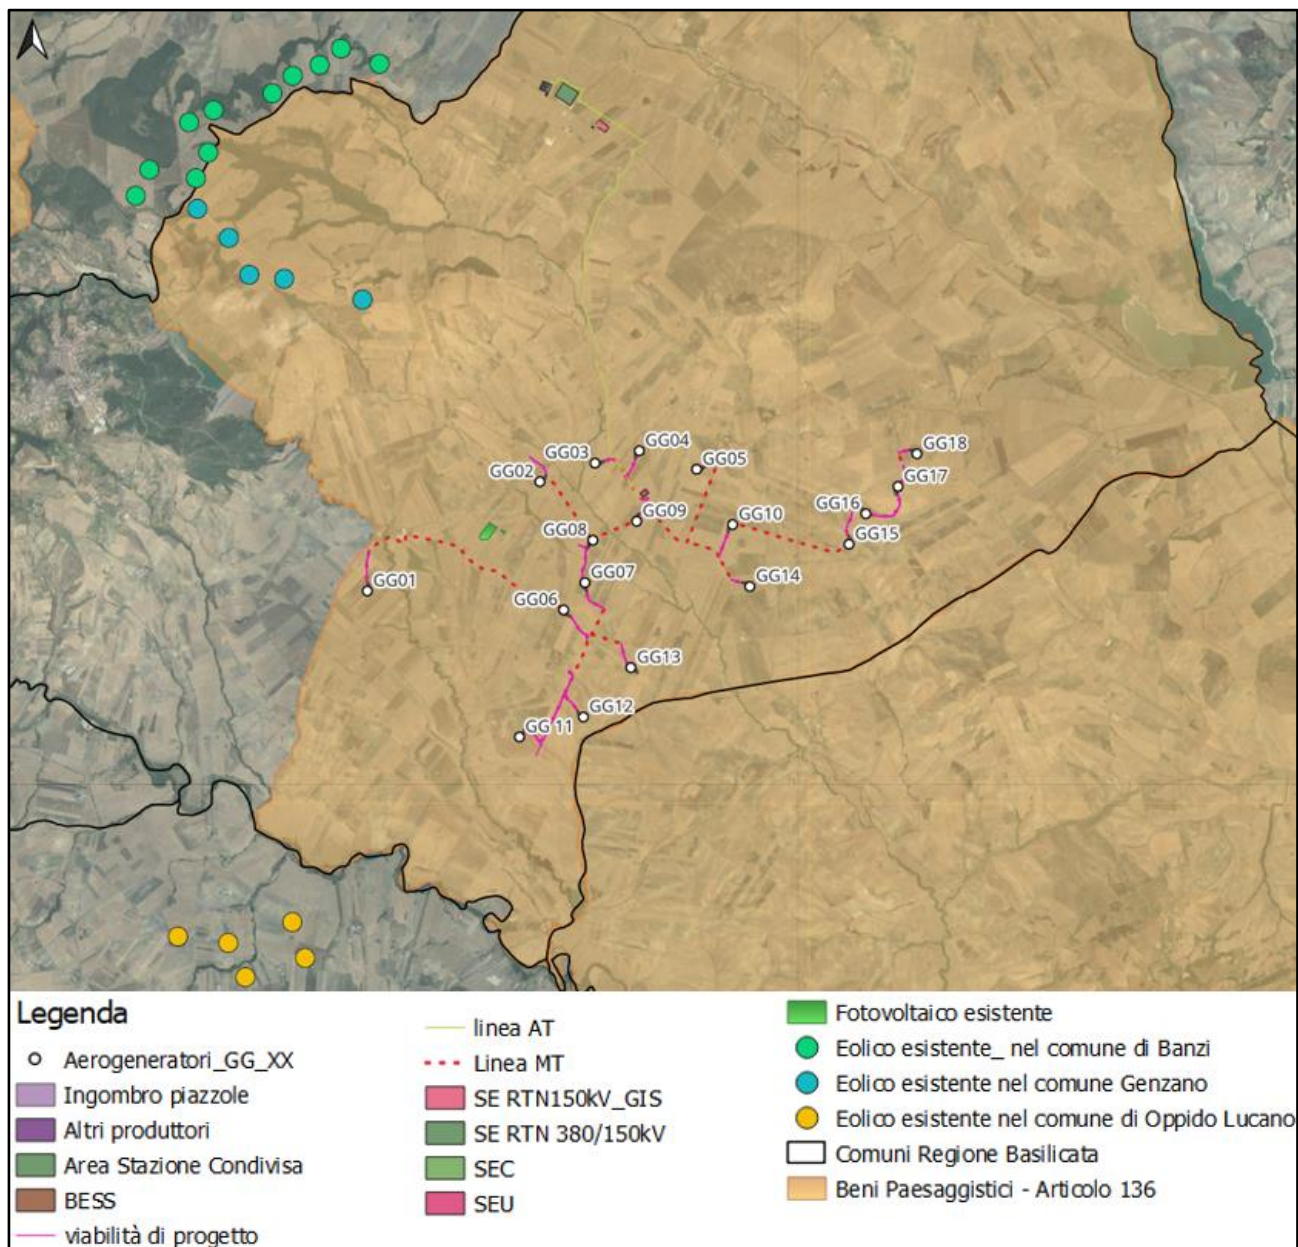 GG04
GG03
GG18
GG05
GG02
GG17
GG16
GG09
GG10
GG08
GG15
GG07
GG14
GG01
GG06
GG13
GG12
GG 11
Legenda
Aerogeneratori_GG_XX
Ingombro piazzole
Altri produttori
Area Stazione Condivisa
BESS
viabilità di progetto
linea AT
Linea MT
SE RTN150kV_GIS
SE RTN 380/150kV
SEC
SEU
Fotovoltaico esistente
Eolico esistente_ nel comune di Banzi
Eolico esistente nel comune Genzano
Eolico esistente nel comune di Oppido Lucano
Comuni Regione Basilicata
Beni Paesaggistici - Articolo 136